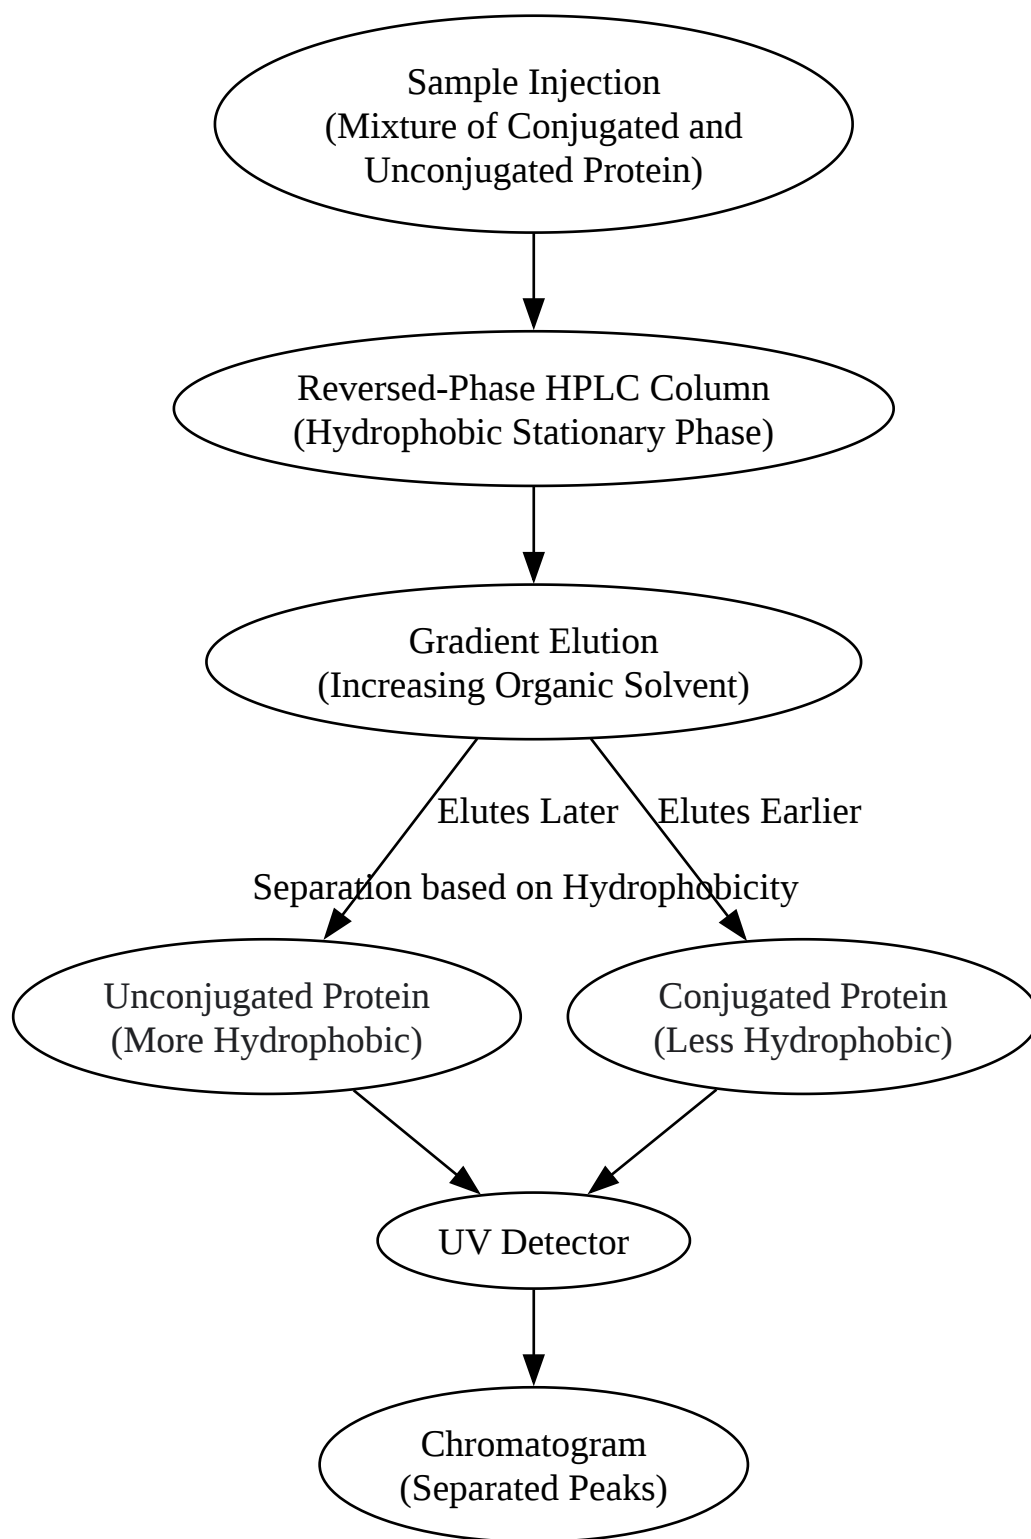 Sample Injection
(Mixture of Conjugated and
Unconjugated Protein)
Reversed-Phase HPLC Column
(Hydrophobic Stationary Phase)
Gradient Elution
(Increasing Organic Solvent)
Elutes Later
Elutes Earlier
Separation based on Hydrophobicity
Unconjugated Protein
(More Hydrophobic)
Conjugated Protein
(Less Hydrophobic)
UV Detector
Chromatogram
(Separated Peaks)